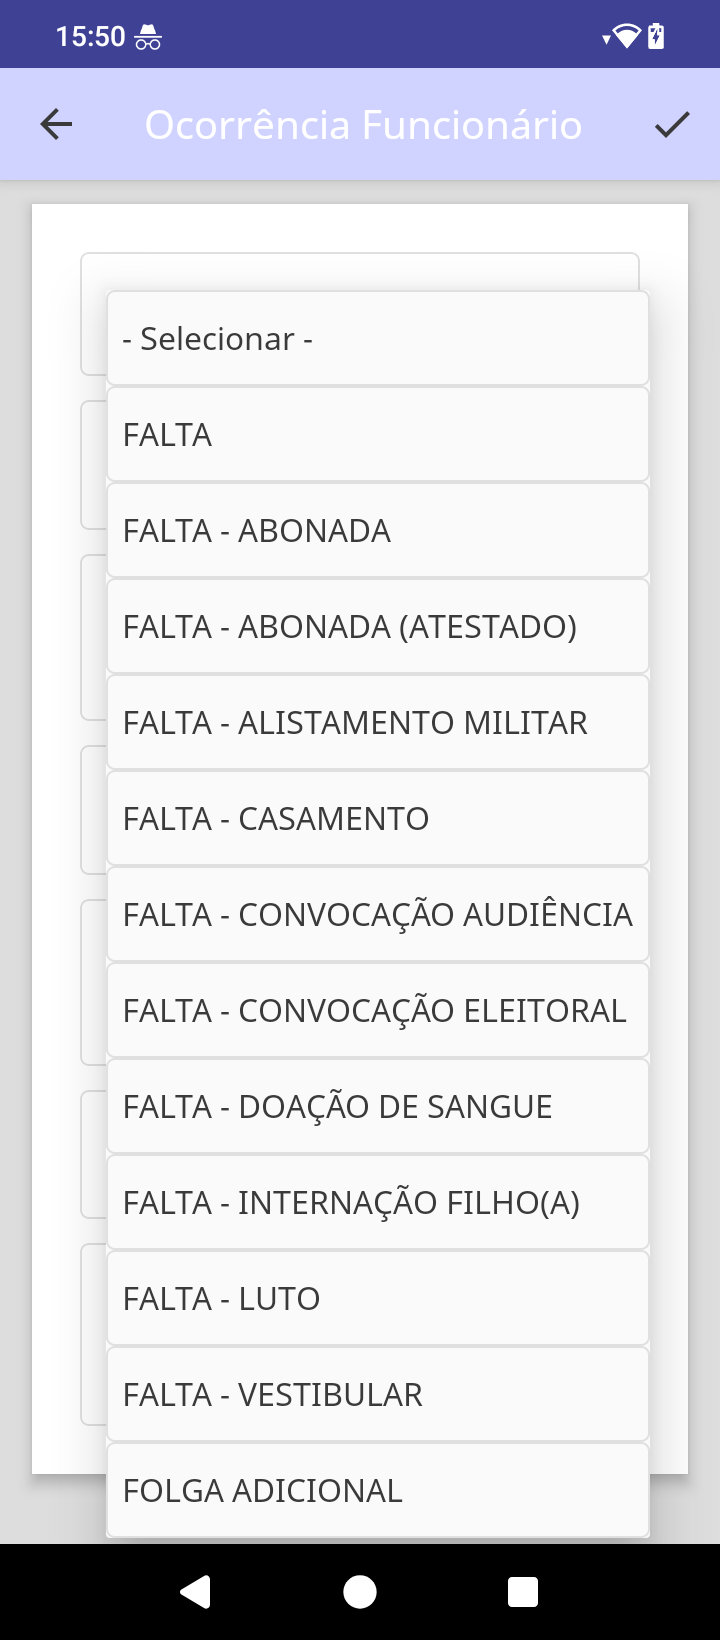 15:50
Ocorrência Funcionário
- Selecionar -
FALTA
FALTA - ABONADA
FALTA - ABONADA (ATESTADO)
FALTA - ALISTAMENTO MILITAR
FALTA - CASAMENTO
FALTA - CONVOCAÇÃO AUDIÊNCIA
FALTA - CONVOCAÇÃO ELEITORAL
FALTA - DOAÇÃO DE SANGUE
FALTA - INTERNAÇÃO FILHO(A)
FALTA - LUTO
FALTA - VESTIBULAR
FOLGA ADICIONAL